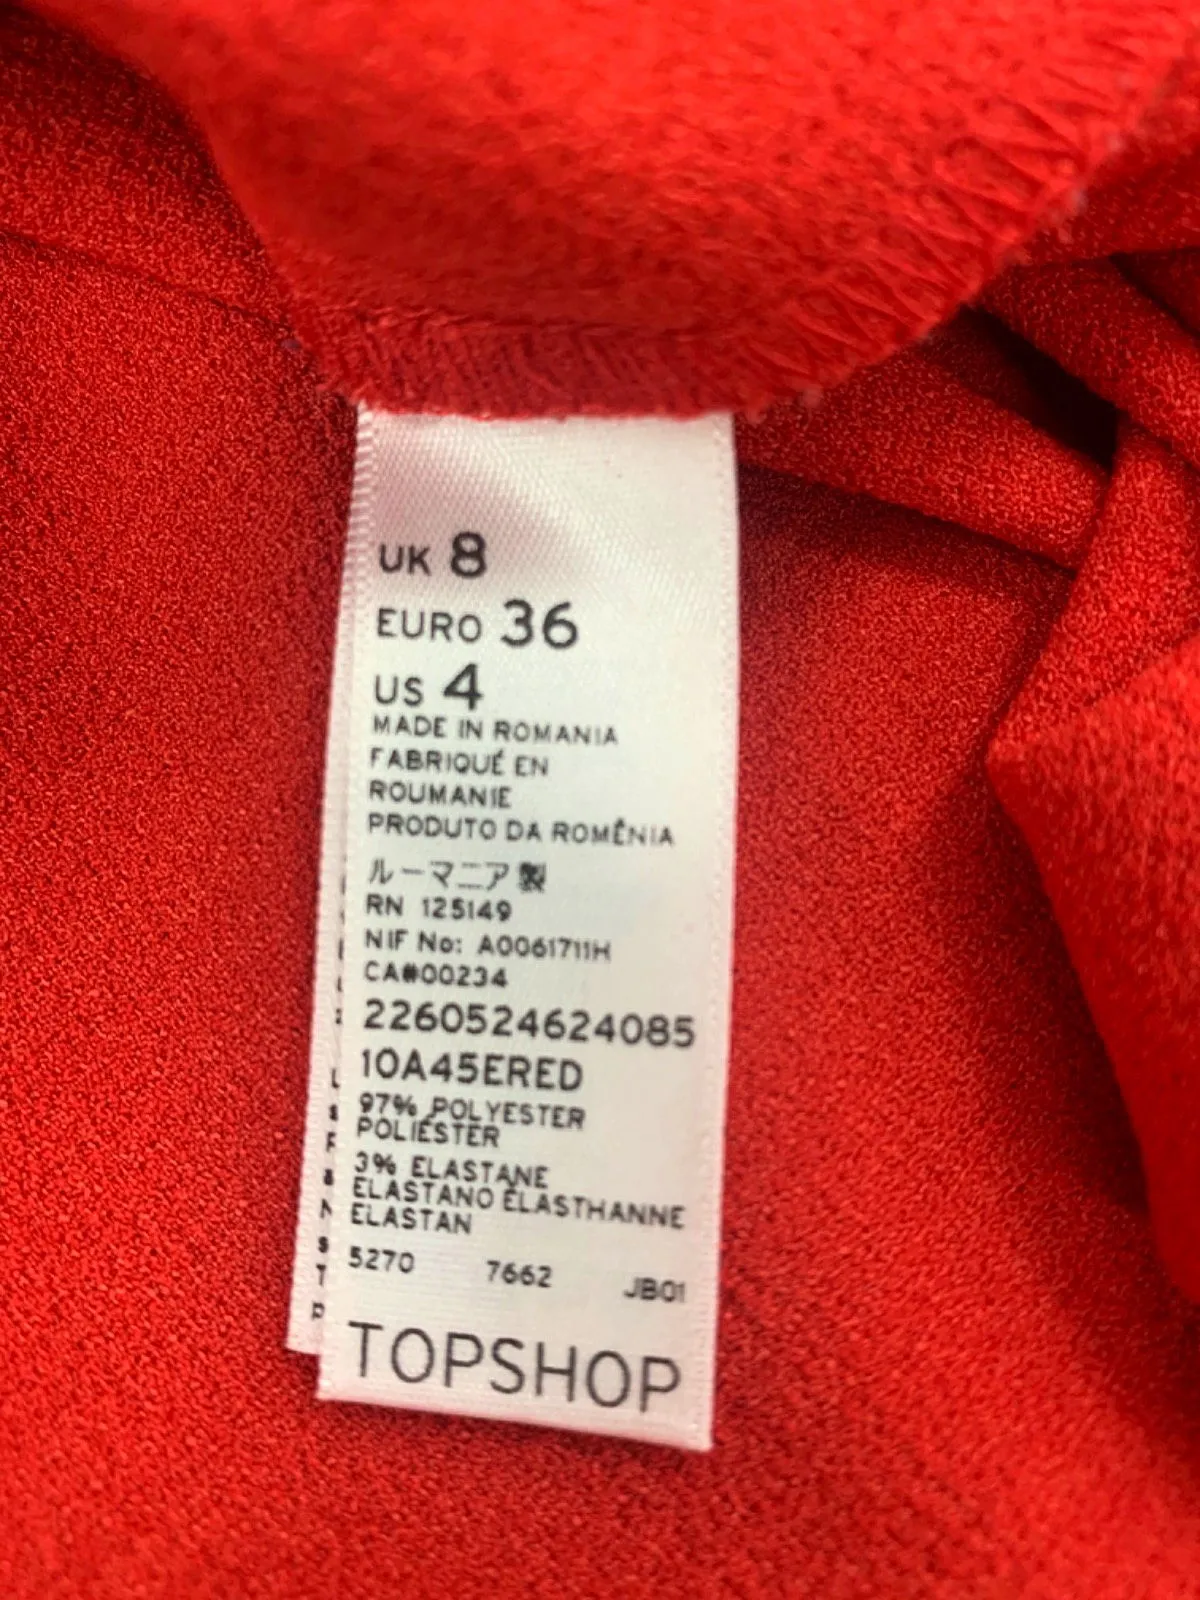 UK 8
EURO 36
US 4
MADE IN ROMANIA
FABRIQUÉ EN
ROUMANIE
PRODUTO DA ROMÊNIA
ルーマニア製
RN 125149
NIF No: A0061711H
CA#00234
2260524624085
10A45ERED
97% POLYESTER
POLIÉSTER
3% ELASTANE
ELASTANO ÉLASTHANNE
ELASTAN
5270 7662 JB01
TOPSHOP